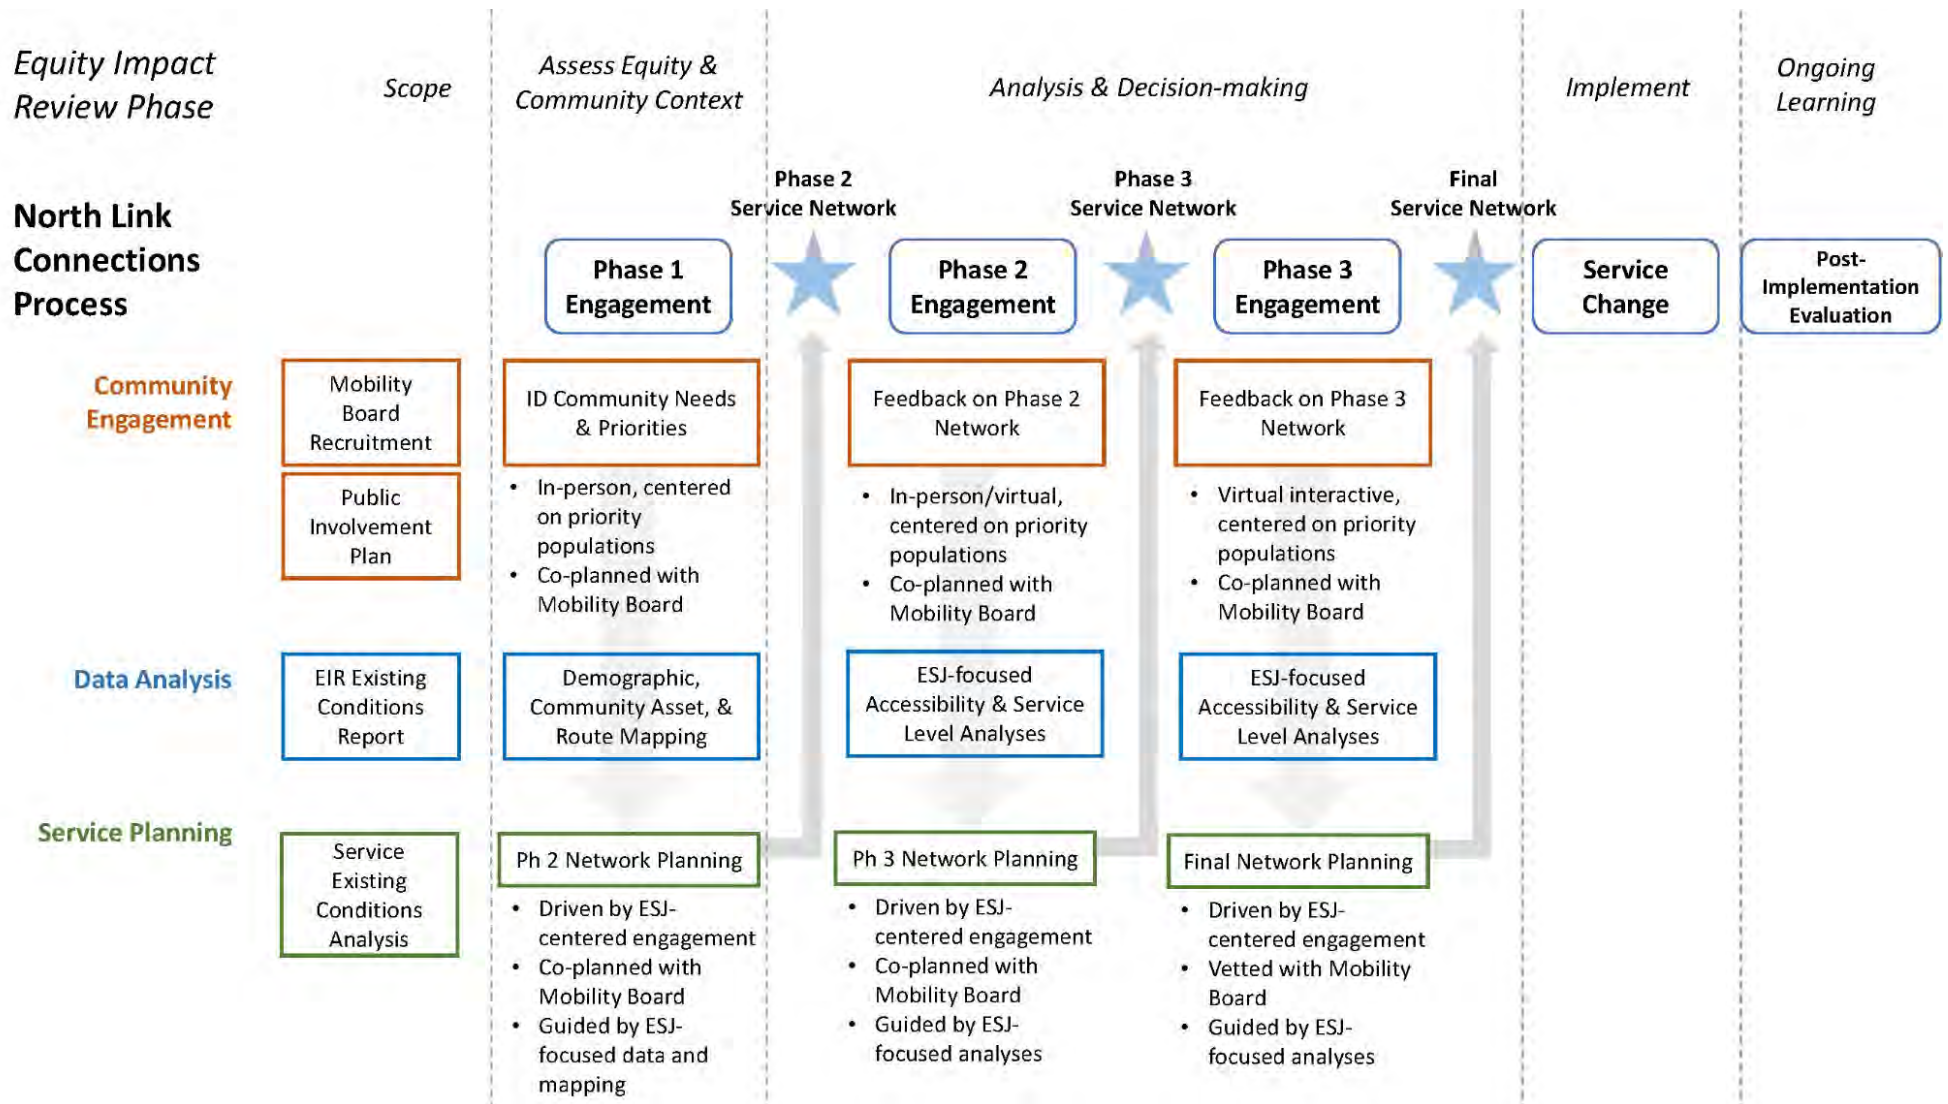 Equity Impact
Review Phase
Scope
Assess Equity &
Community Context
Analysis & Decision-making
Implement
Ongoing
Learning
North Link
Connections
Process
Phase 2
Service Network
Phase 3
Service Network
Final
Service Network
Phase 1
Engagement
Phase 2
Engagement
Phase 3
Engagement
Service
Change
Post-
Implementation
Evaluation
Community
Engagement
Mobility
Board
Recruitment
Public
Involvement
Plan
ID Community Needs
& Priorities
• In-person, centered
on priority
populations
• Co-planned with
Mobility Board
Feedback on Phase 2
Network
• In-person/virtual,
centered on priority
populations
• Co-planned with
Mobility Board
Feedback on Phase 3
Network
• Virtual interactive,
centered on priority
populations
• Co-planned with
Mobility Board
Data Analysis
EIR Existing
Conditions
Report
Demographic,
Community Asset, &
Route Mapping
ESJ-focused
Accessibility & Service
Level Analyses
ESJ-focused
Accessibility & Service
Level Analyses
Service Planning
Service
Existing
Conditions
Analysis
Ph 2 Network Planning
• Driven by ESJ-
centered engagement
• Co-planned with
Mobility Board
• Guided by ESJ-
focused data and
mapping
Ph 3 Network Planning
• Driven by ESJ-
centered engagement
• Co-planned with
Mobility Board
• Guided by ESJ-
focused analyses
Final Network Planning
• Driven by ESJ-
centered engagement
• Vetted with Mobility
Board
• Guided by ESJ-
focused analyses